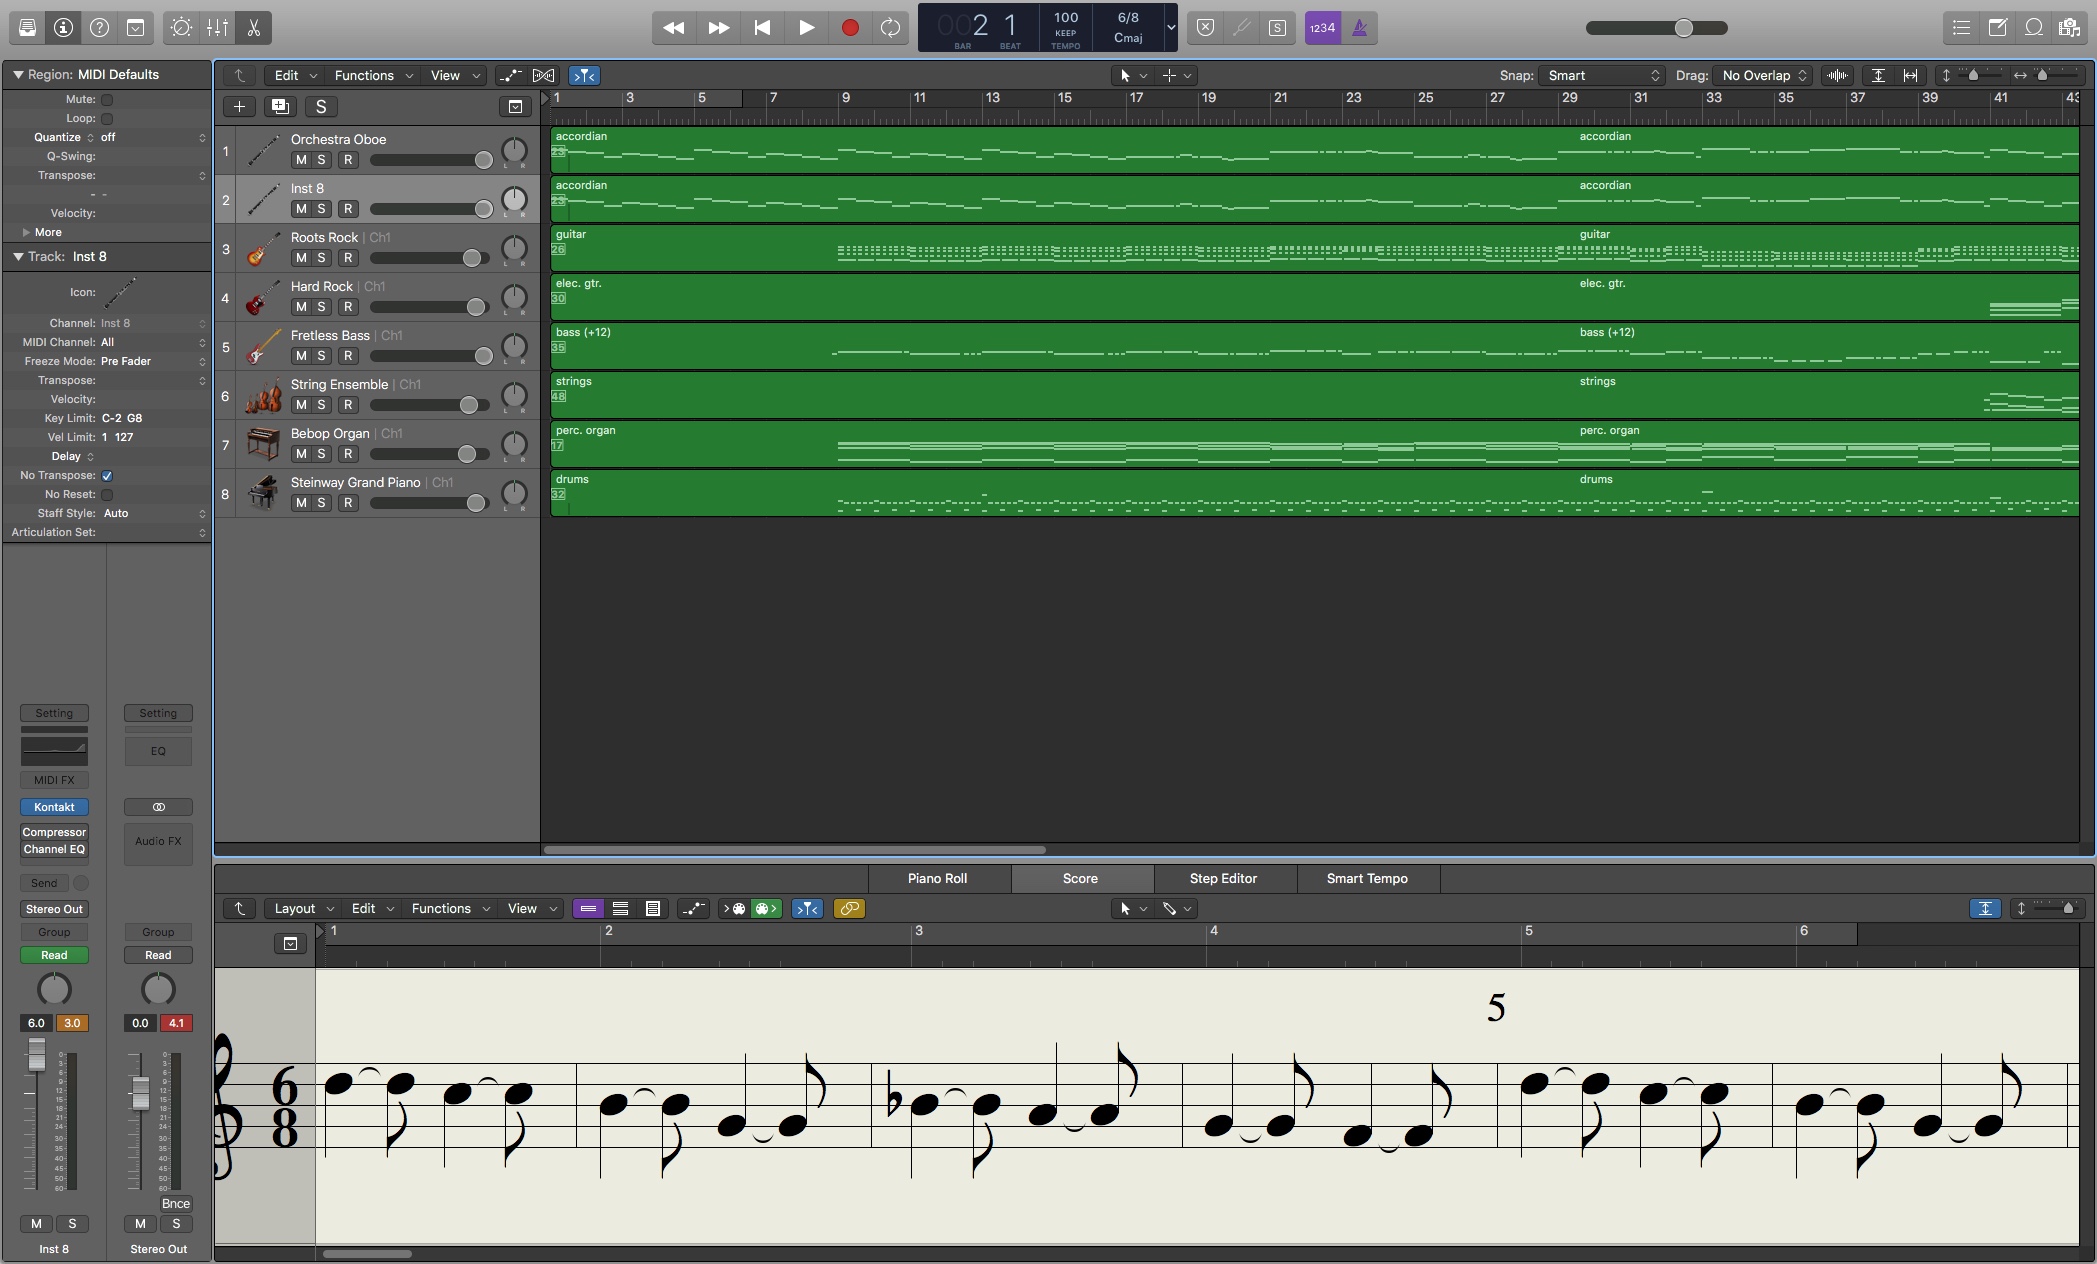 002 1
BAR BEAT
100
KEEP
TEMPO
6/8
Cmaj
S
1234
Region: MIDI Defaults
Mute:
Loop:
Quantize off
Q-Swing:
Transpose:
- -
Velocity:
More
Track: Inst 8
Icon:
Channel: Inst 8
MIDI Channel: All
Freeze Mode: Pre Fader
Transpose:
Velocity:
Key Limit: C-2 G8
Vel Limit: 1 127
Delay
No Transpose:
No Reset:
Staff Style: Auto
Articulation Set:
Setting Setting
EQ
MIDI FX
Kontakt
Compressor
Channel EQ
Audio FX
Send
Stereo Out
Group Group
Read Read
6.0 3.0 0.0 4.1
Bnce
M S M S
Inst 8 Stereo Out
Edit Functions View
Snap: Smart
Drag: No Overlap
S
1 3 5 7 9 11 13 15 17 19 21 23 25 27 29 31 33 35 37 39 41 43
1 Orchestra Oboe
M S R
L R
accordian accordian
23
2 Inst 8
M S R
L R
accordian accordian
23
3 Roots Rock | Ch1
M S R
L R
guitar guitar
26
4 Hard Rock | Ch1
M S R
L R
elec. gtr. elec. gtr.
30
5 Fretless Bass | Ch1
M S R
L R
bass (+12) bass (+12)
35
6 String Ensemble | Ch1
M S R
L R
strings strings
48
7 Bebop Organ | Ch1
M S R
L R
perc. organ perc. organ
17
8 Steinway Grand Piano | Ch1
M S R
L R
drums drums
32
Piano Roll Score Step Editor Smart Tempo
Layout Edit Functions View
1 2 3 4 5 6
5
6
8